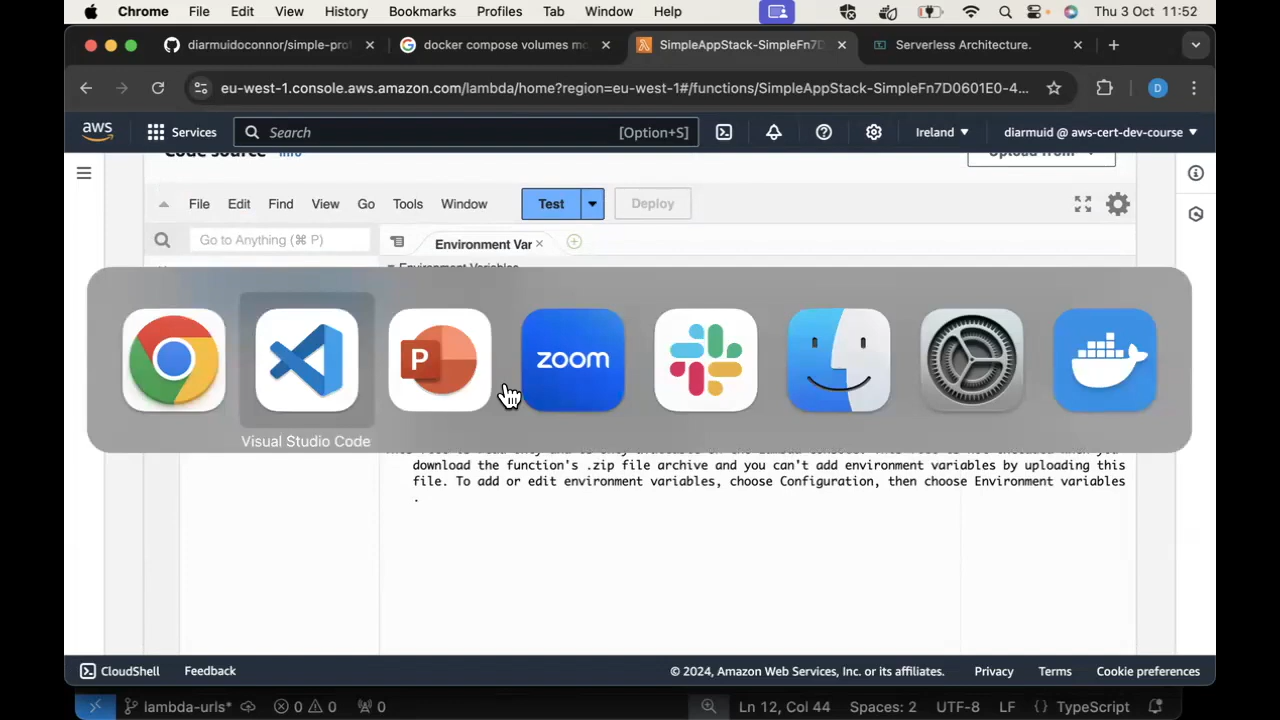 Chrome File Edit View History Bookmarks Profiles Tab Window Help Thu 3 Oct 11:52
diarmuidoconnor/simple-prot docker compose volumes mo SimpleAppStack-SimpleFn7D Serverless Architecture.
eu-west-1.console.aws.amazon.com/lambda/home?region=eu-west-1#/functions/SimpleAppStack-SimpleFn7D0601E0-4... D
aws Services Search [Option+S] Ireland diarmuid @ aws-cert-dev-course
Code source Info Upload from
File Edit Find View Go Tools Window Test Deploy
Go to Anything (⌘ P) Environment Var
Environment Variables
P zoom
Visual Studio Code
download the function's .zip file archive and you can't add environment variables by uploading this
file. To add or edit environment variables, choose Configuration, then choose Environment variables
.
CloudShell Feedback © 2024, Amazon Web Services, Inc. or its affiliates. Privacy Terms Cookie preferences
lambda-urls* 0 0 0 Ln 12, Col 44 Spaces: 2 UTF-8 LF {} TypeScript